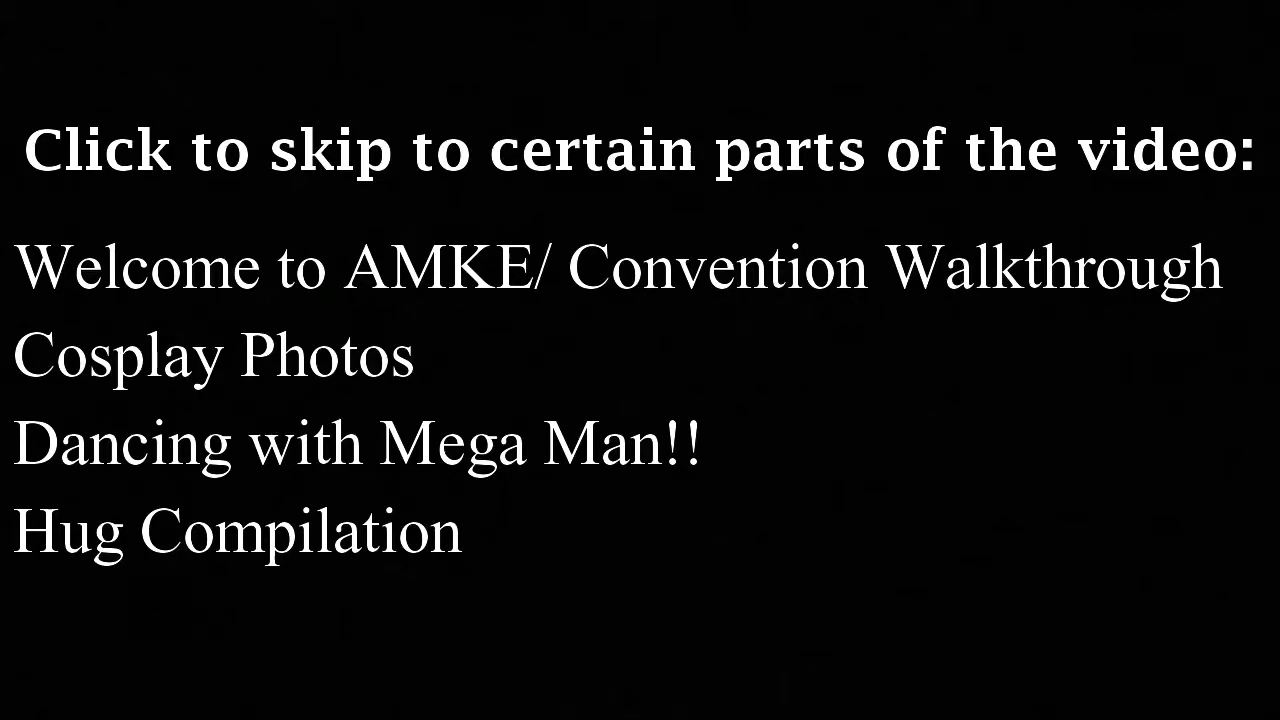 Click to skip to certain parts of the video:
Welcome to AMKE/ Convention Walkthrough
Cosplay Photos
Dancing with Mega Man!!
Hug Compilation